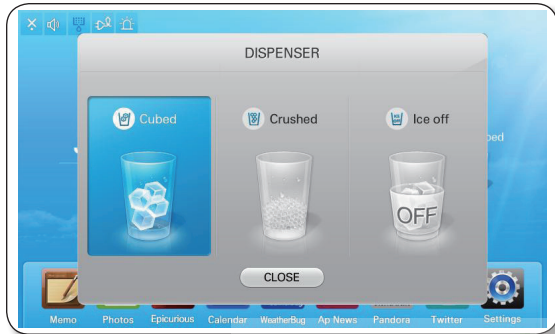 DISPENSER
Cubed
Crushed
Ice off
OFF
CLOSE
Memo
Photos
Epicurious
Calendar
WeatherBug
Ap News
Pandora
Twitter
Settings